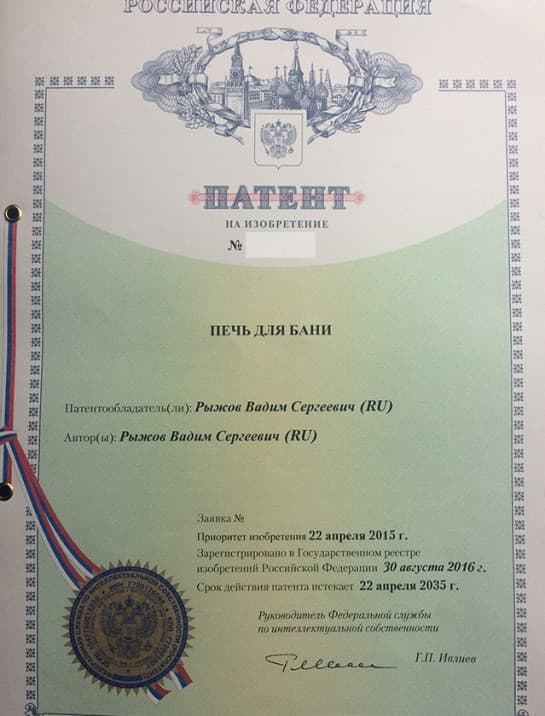 РОССИЙСКАЯ ФЕДЕРАЦИЯ
ПАТЕНТ
НА ИЗОБРЕТЕНИЕ
№
ПЕЧЬ ДЛЯ БАНИ
Патентообладатель(ли): Рыжов Вадим Сергеевич (RU)
Автор(ы): Рыжов Вадим Сергеевич (RU)
Заявка №
Приоритет изобретения 22 апреля 2015 г.
Зарегистрировано в Государственном реестре
изобретений Российской Федерации 30 августа 2016 г.
Срок действия патента истекает 22 апреля 2035 г.
Руководитель Федеральной службы
по интеллектуальной собственности
Г.П. Ивлиев